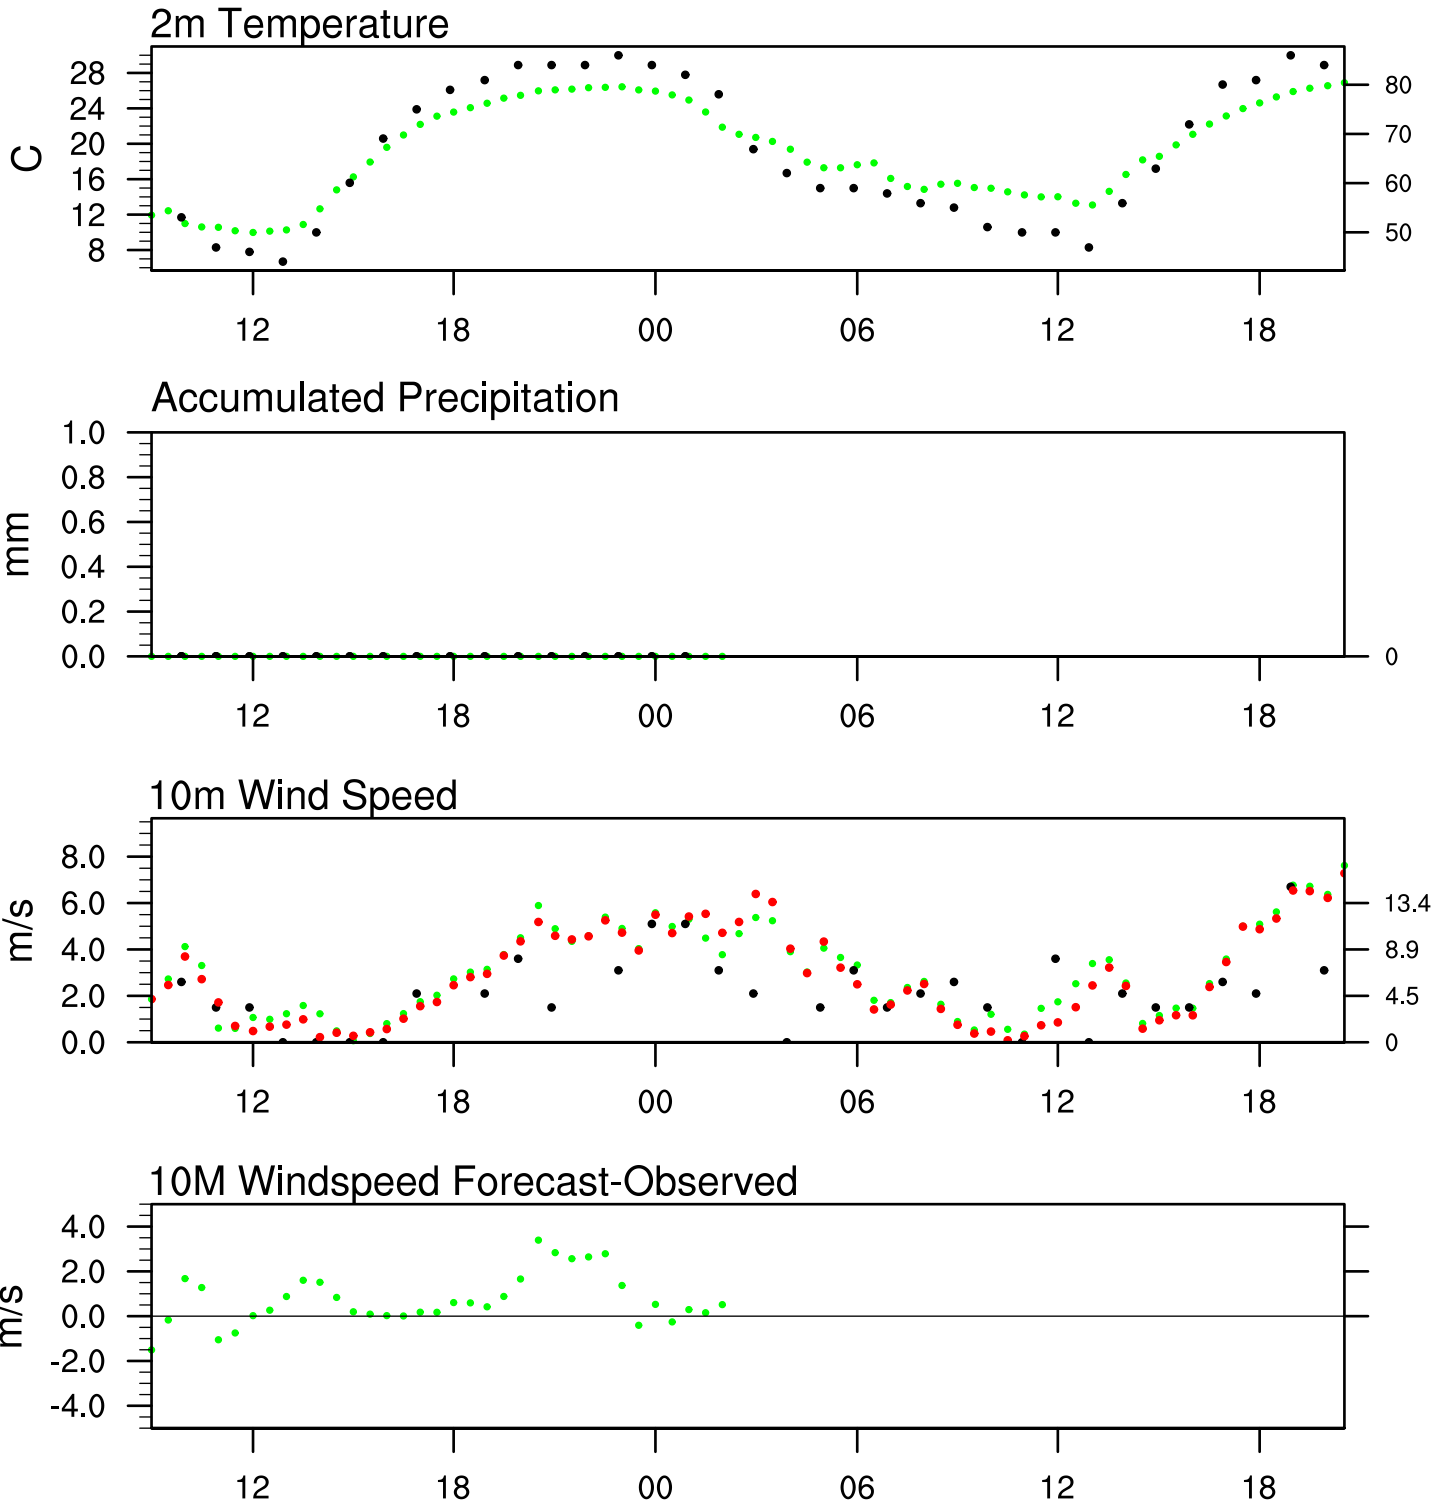 2m Temperature
28
24
20
16
12
8
C
80
70
60
50
12 18 00 06 12 18
Accumulated Precipitation
1.0
0.8
0.6
0.4
0.2
0.0
mm
0
12 18 00 06 12 18
10m Wind Speed
8.0
6.0
4.0
2.0
0.0
m/s
13.4
8.9
4.5
0
12 18 00 06 12 18
10M Windspeed Forecast-Observed
4.0
2.0
0.0
-2.0
-4.0
m/s
12 18 00 06 12 18